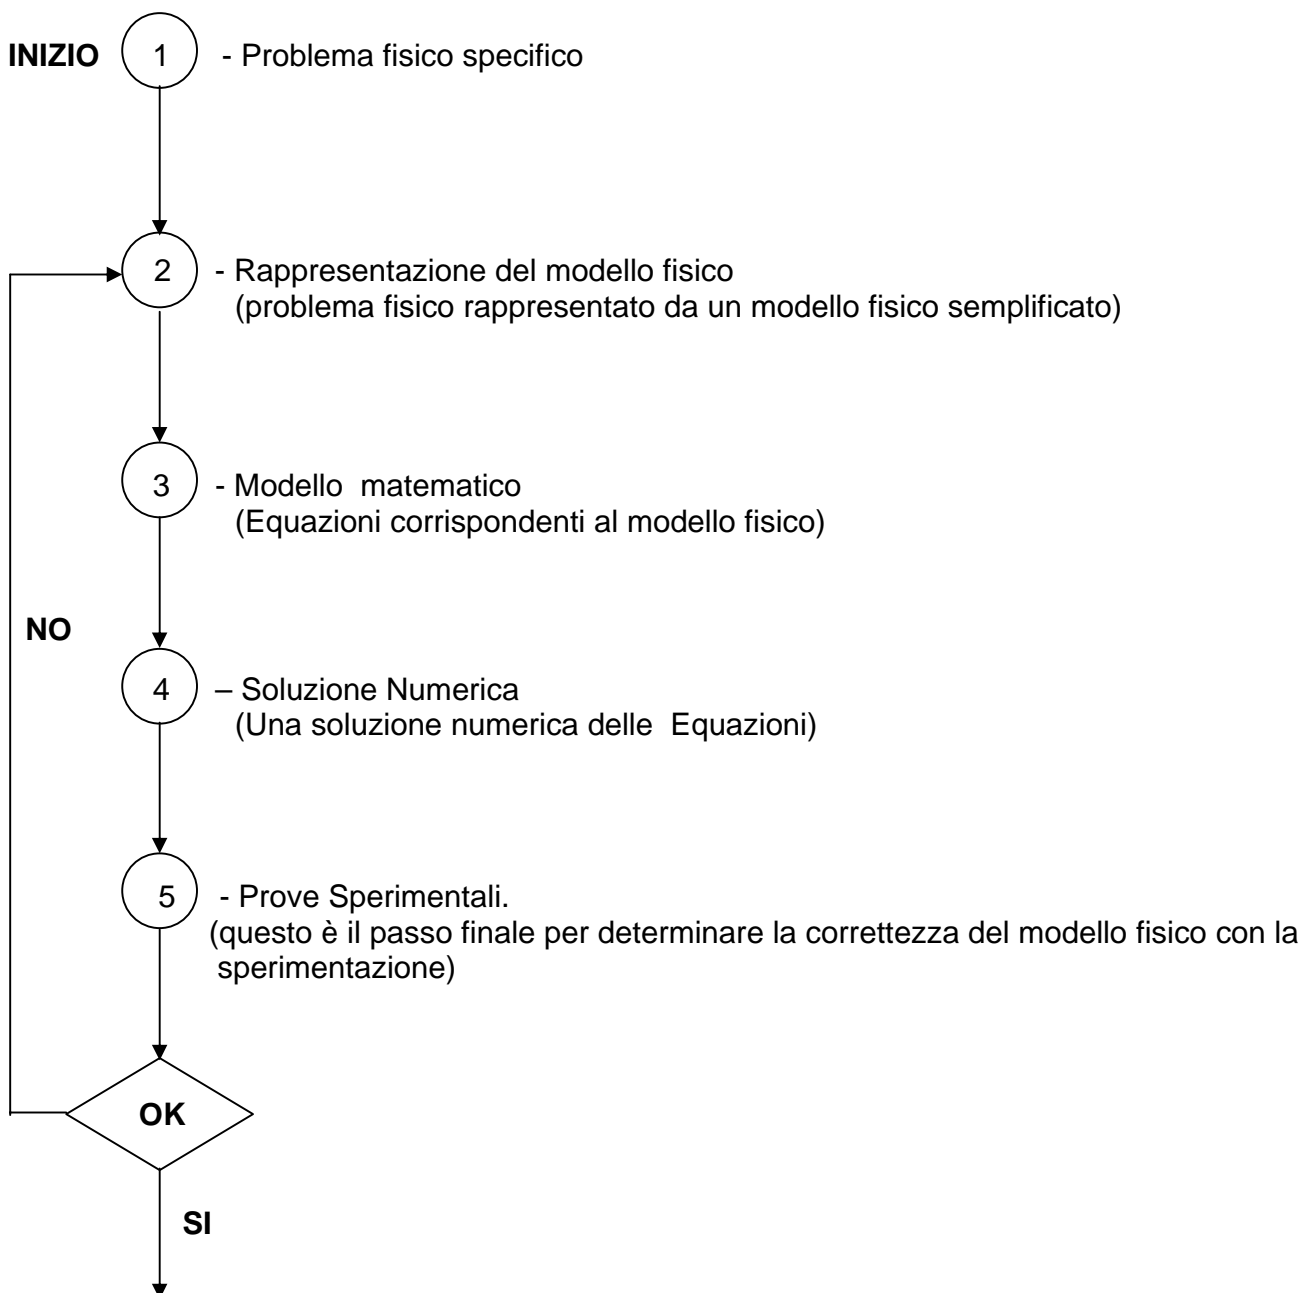 INIZIO 1 - Problema fisico specifico
2 - Rappresentazione del modello fisico
(problema fisico rappresentato da un modello fisico semplificato)
3 - Modello  matematico
(Equazioni corrispondenti al modello fisico)
NO
4 – Soluzione Numerica
(Una soluzione numerica delle  Equazioni)
5 - Prove Sperimentali.
(questo è il passo finale per determinare la correttezza del modello fisico con la
sperimentazione)
OK
SI